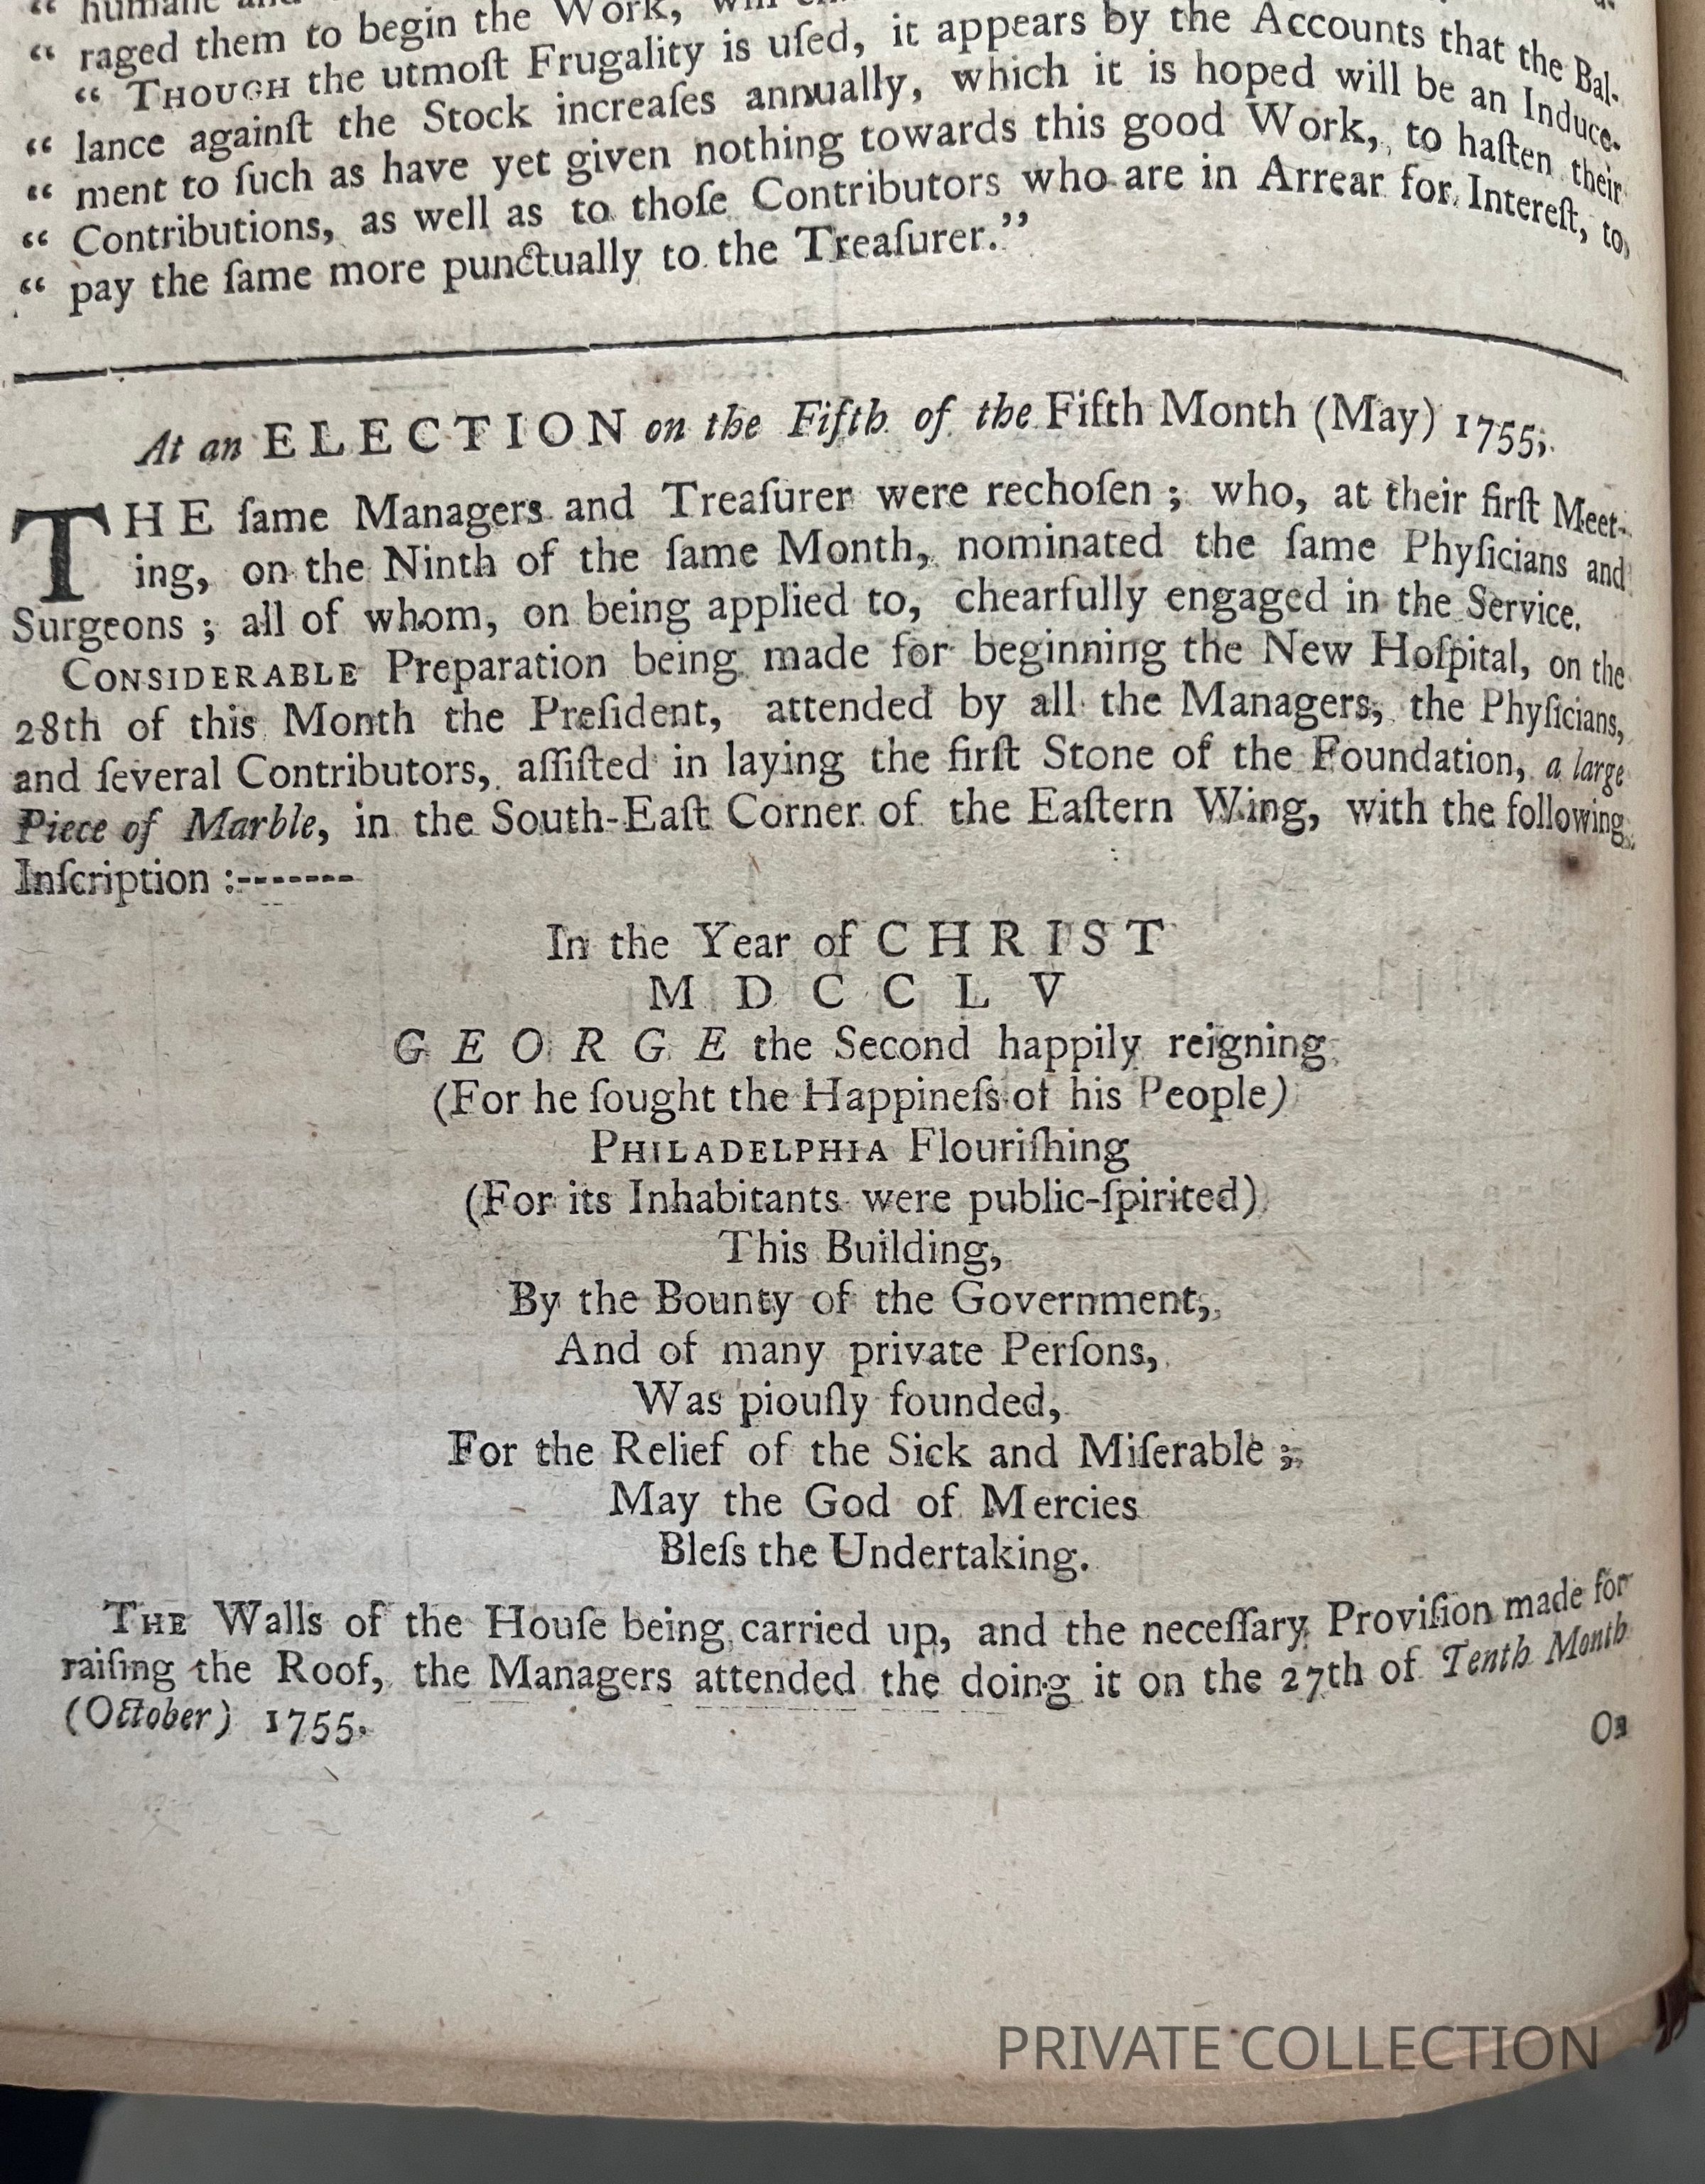 “ humane and
“ raged them to begin the Work,
“ THOUGH the utmoſt Frugality is uſed, it appears by the Accounts that the Bal-
“ lance againſt the Stock increaſes annually, which it is hoped will be an Induce-
“ ment to ſuch as have yet given nothing towards this good Work, to haſten their
“ Contributions, as well as to thoſe Contributors who are in Arrear for Intereſt, to
“ pay the ſame more punctually to the Treaſurer.”
At an ELECTION on the Fifth of the Fifth Month (May) 1755;
THE ſame Managers and Treaſurer were rechoſen ; who, at their firſt Meet-
ing, on the Ninth of the ſame Month, nominated the ſame Phyſicians and
Surgeons ; all of whom, on being applied to, chearfully engaged in the Service.
CONSIDERABLE Preparation being made for beginning the New Hoſpital, on the
28th of this Month the Preſident, attended by all the Managers, the Phyſicians,
and ſeveral Contributors, aſſiſted in laying the firſt Stone of the Foundation, a large
Piece of Marble, in the South-Eaſt Corner of the Eaſtern Wing, with the following
Inſcription :-------
In the Year of CHRIST
MDCCLV
GEORGE the Second happily reigning
(For he ſought the Happineſs of his People)
PHILADELPHIA Flouriſhing
(For its Inhabitants were public-ſpirited)
This Building,
By the Bounty of the Government,
And of many private Perſons,
Was piouſly founded,
For the Relief of the Sick and Miſerable ;
May the God of Mercies
Bleſs the Undertaking.
THE Walls of the Houſe being carried up, and the neceſſary Proviſion made for
raiſing the Roof, the Managers attended the doing it on the 27th of Tenth Month
(October) 1755.
On
PRIVATE COLLECTION